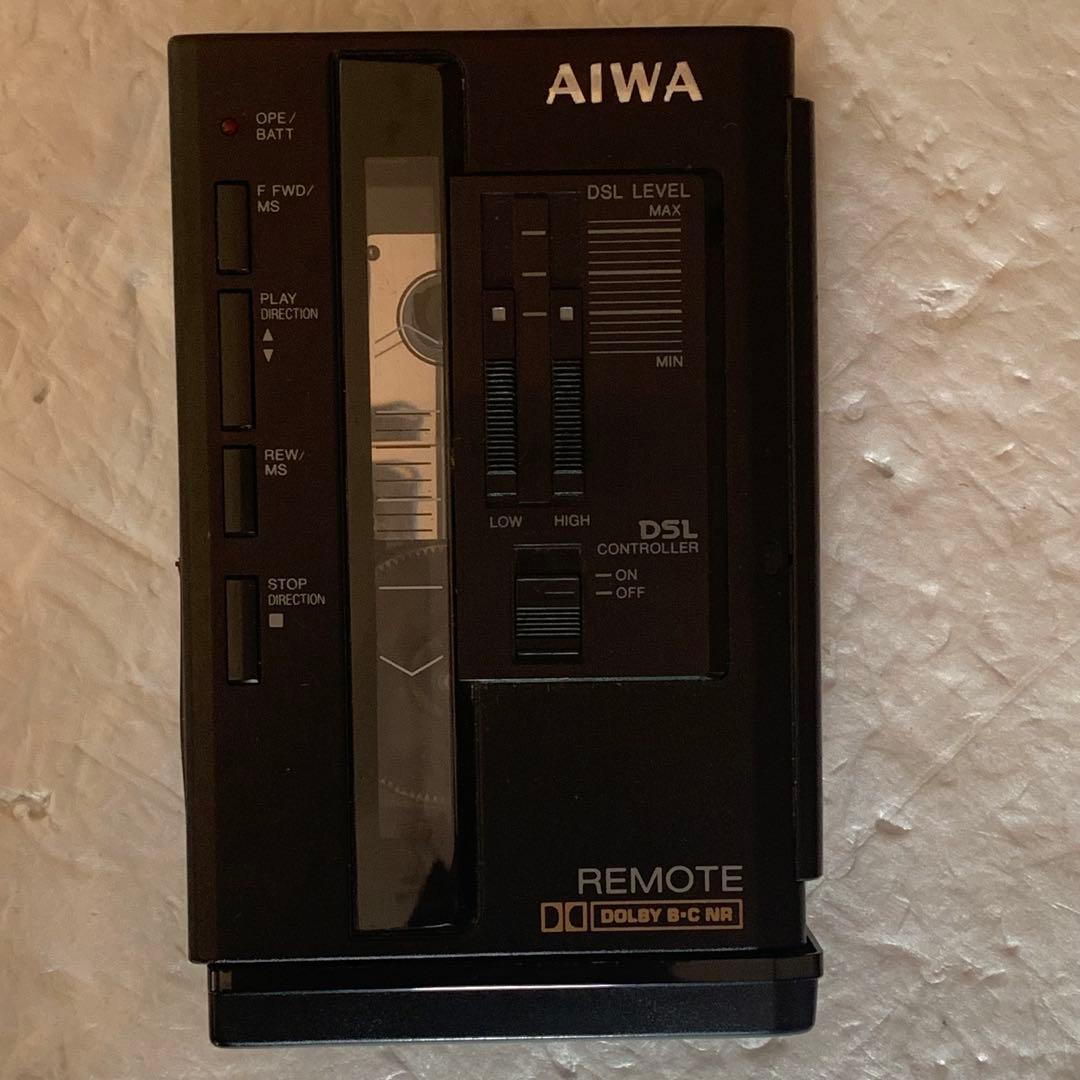 AIWA
OPE/
BATT
F FWD/
MS
PLAY
DIRECTION
REW/
MS
STOP
DIRECTION
DSL LEVEL
MAX
MIN
LOW HIGH
DSL
CONTROLLER
ON
OFF
REMOTE
DOLBY B·C NR